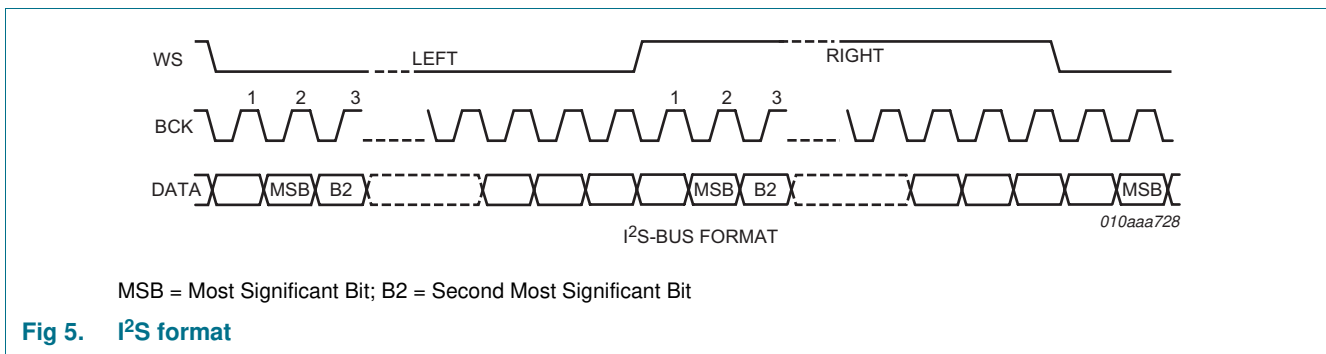 WS LEFT RIGHT
BCK 1 2 3 1 2 3
DATA MSB B2 MSB B2 MSB
010aaa728
I²S-BUS FORMAT
MSB = Most Significant Bit; B2 = Second Most Significant Bit
Fig 5. I²S format